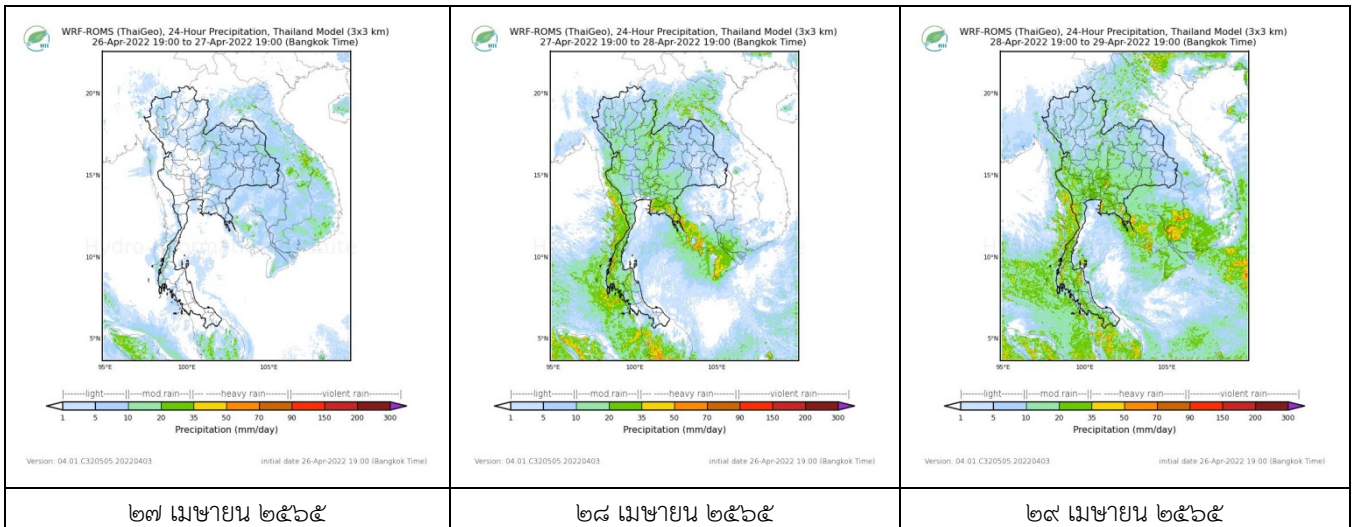 WRF-ROMS (ThaiGeo), 24-Hour Precipitation, Thailand Model (3x3 km)
26-Apr-2022 19:00 to 27-Apr-2022 19:00 (Bangkok Time)
HII
20°N
15°N
10°N
5°N
95°E 100°E 105°E
|-------light------||---mod.rain---||--- -heavy rain---||-------violent rain-------|
1 5 10 20 35 50 70 90 150 200 300
Precipitation (mm/day)
Version: 04.01.C320505.20220403 initial date 26-Apr-2022 19:00 (Bangkok Time)
๒๗ เมษายน ๒๕๖๕
WRF-ROMS (ThaiGeo), 24-Hour Precipitation, Thailand Model (3x3 km)
27-Apr-2022 19:00 to 28-Apr-2022 19:00 (Bangkok Time)
HII
20°N
15°N
10°N
5°N
95°E 100°E 105°E
|-------light------||---mod.rain---||--- -heavy rain---||-------violent rain-------|
1 5 10 20 35 50 70 90 150 200 300
Precipitation (mm/day)
Version: 04.01.C320505.20220403 initial date 26-Apr-2022 19:00 (Bangkok Time)
๒๘ เมษายน ๒๕๖๕
WRF-ROMS (ThaiGeo), 24-Hour Precipitation, Thailand Model (3x3 km)
28-Apr-2022 19:00 to 29-Apr-2022 19:00 (Bangkok Time)
HII
20°N
15°N
10°N
5°N
95°E 100°E 105°E
|-------light------||---mod.rain---||--- -heavy rain---||-------violent rain-------|
1 5 10 20 35 50 70 90 150 200 300
Precipitation (mm/day)
Version: 04.01.C320505.20220403 initial date 26-Apr-2022 19:00 (Bangkok Time)
๒๙ เมษายน ๒๕๖๕